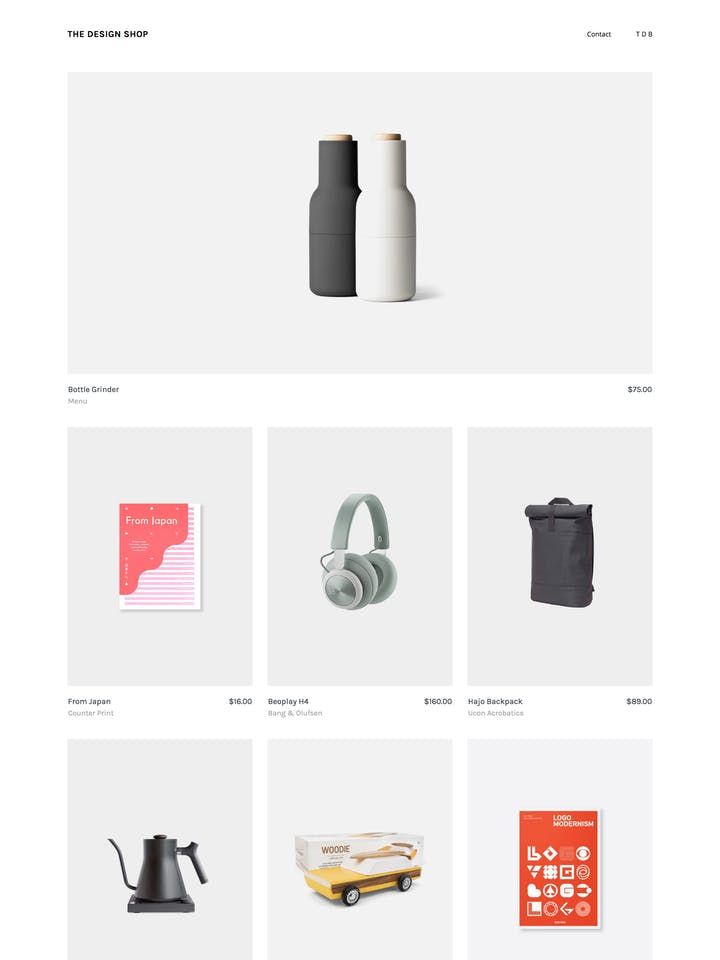 THE DESIGN SHOP
Contact
T D B
Bottle Grinder
$75.00
Menu
From Japan
From Japan
$16.00
Counter Print
Beoplay H4
$160.00
Bang & Olufsen
Hajo Backpack
$89.00
Ucon Acrobatics
WOODIE
LOGO
MODERNISM